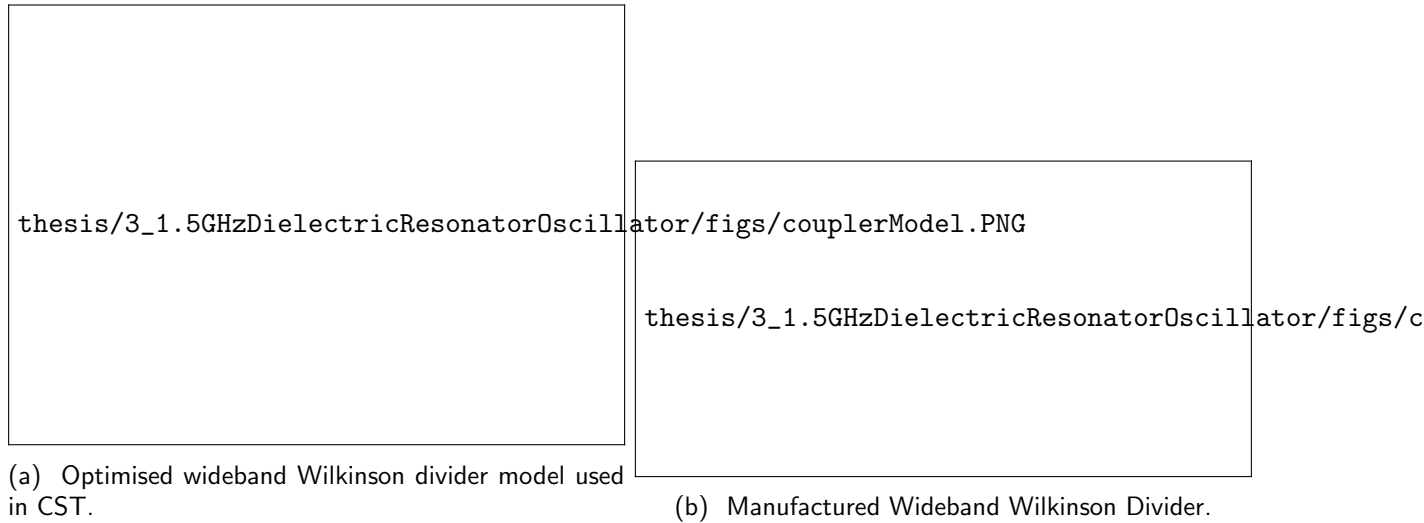 thesis/3_1.5GHzDielectricResonatorOscillator/figs/couplerModel.PNG
thesis/3_1.5GHzDielectricResonatorOscillator/figs/c
(a) Optimised wideband Wilkinson divider model used
in CST.
(b) Manufactured Wideband Wilkinson Divider.